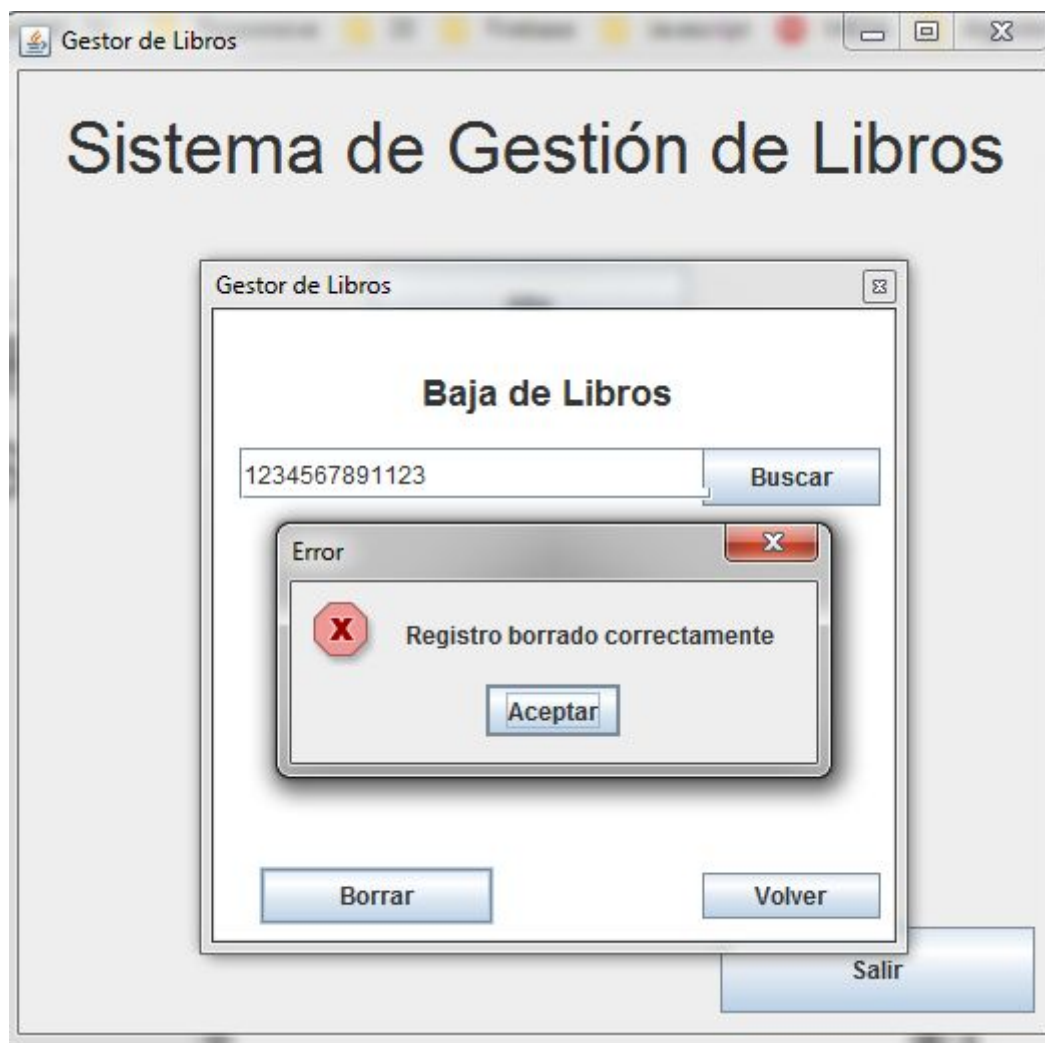 Gestor de Libros
Sistema de Gestión de Libros
Gestor de Libros
Baja de Libros
1234567891123
Buscar
Error
Registro borrado correctamente
Aceptar
Borrar
Volver
Salir